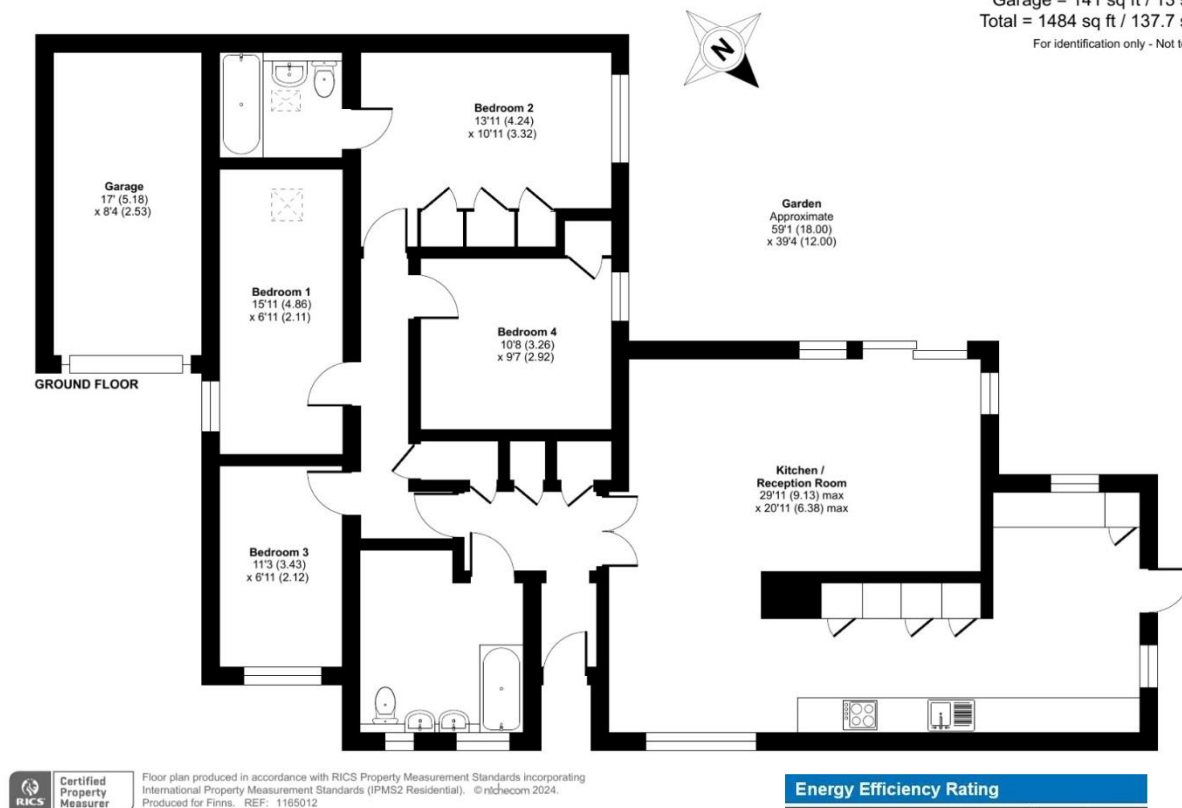 Garage = 141 sq ft / 13 s
Total = 1484 sq ft / 137.7 s
For identification only - Not t
N
Bedroom 2
13'11 (4.24)
x 10'11 (3.32)
Garage
17' (5.18)
x 8'4 (2.53)
Garden
Approximate
59'1 (18.00)
x 39'4 (12.00)
Bedroom 1
15'11 (4.86)
x 6'11 (2.11)
Bedroom 4
10'8 (3.26)
x 9'7 (2.92)
GROUND FLOOR
Kitchen /
Reception Room
29'11 (9.13) max
x 20'11 (6.38) max
Bedroom 3
11'3 (3.43)
x 6'11 (2.12)
RICS
Certified
Property
Measurer
Floor plan produced in accordance with RICS Property Measurement Standards incorporating
International Property Measurement Standards (IPMS2 Residential). © nichecom 2024.
Produced for Finns. REF: 1165012
Energy Efficiency Rating